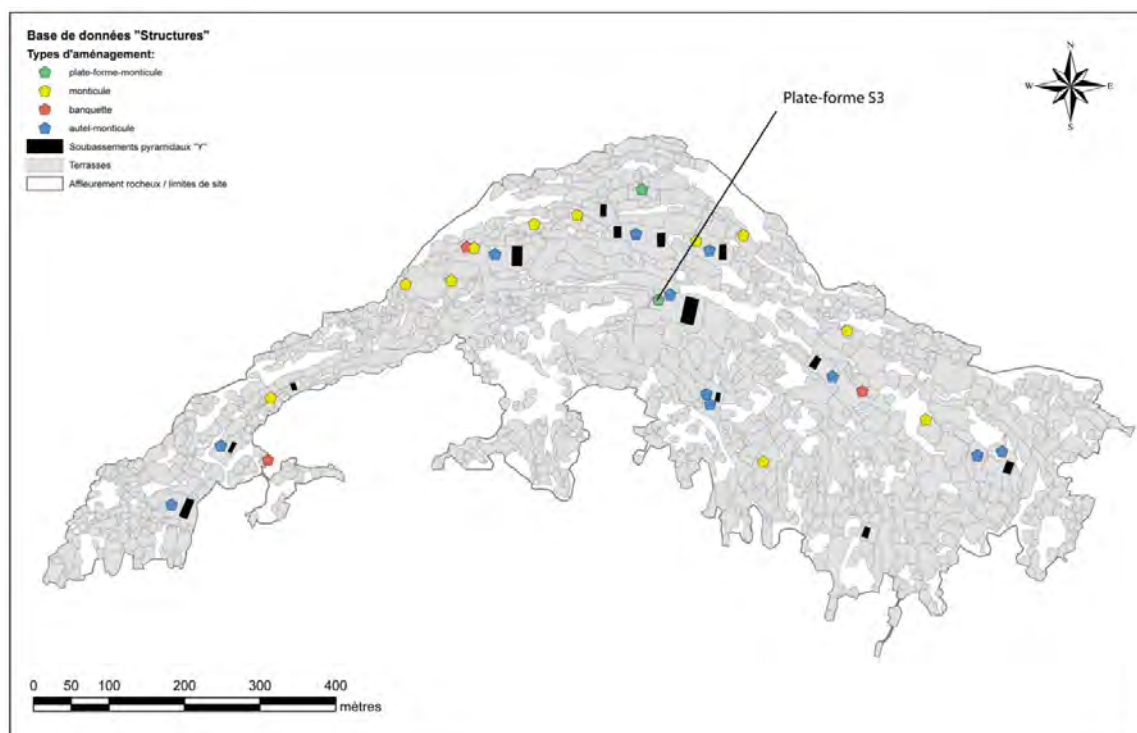 Base de données "Structures"
Types d'aménagement:
plate-forme-monticule
monticule
banquette
autel-monticule
Soubassements pyramidaux "Y"
Terrasses
Affleurement rocheux / limites de site
Plate-forme S3
N
W E
S
0 50 100 200 300 400
mètres